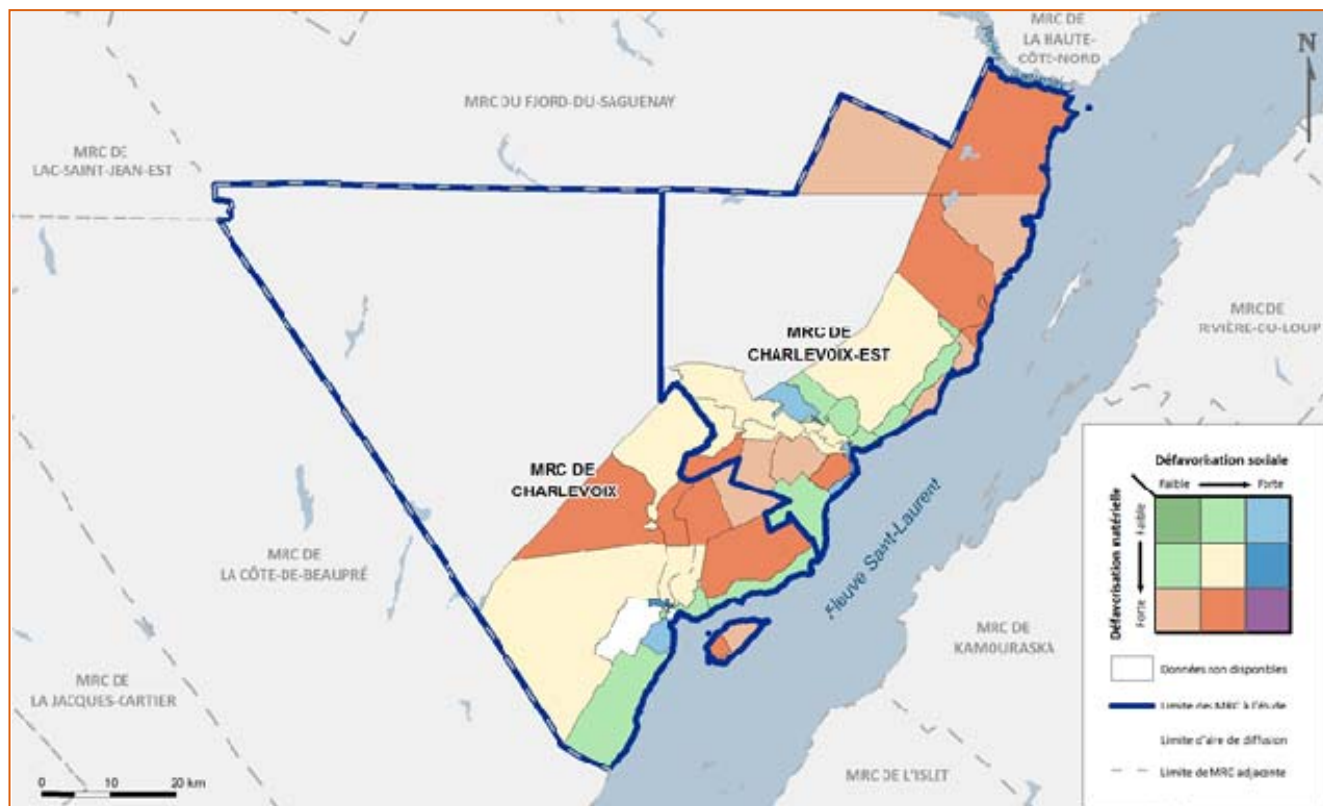 MRC DE
LA HAUTE-
CÔTE-NORD
N
MRC DU FJORD-DU-SAGUENAY
MRC DE
LAC-SAINT-JEAN-EST
MRC DE
RIVIÈRE-DU-LOUP
MRC DE
CHARLEVOIX-EST
MRC DE
CHARLEVOIX
MRC DE
LA CÔTE-DE-BEAUPRÉ
Fleuve Saint-Laurent
MRC DE
KAMOURASKA
MRC DE
LA JACQUES-CARTIER
MRC DE L'ISLET
0 10 20 km
Défavorisation sociale
Faible Forte
Défavorisation matérielle
Faible
Forte
Données non disponibles
Limite des MRC à l'étude
Limite d'aire de diffusion
Limite de MRC adjacente